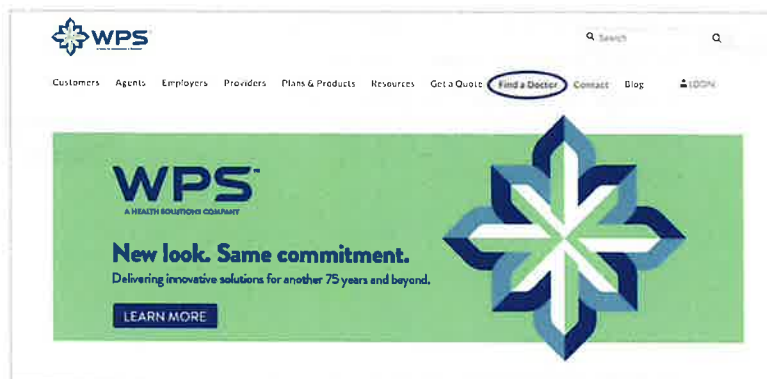 WPS
Search
Customers Agents Employers Providers Plans & Products Resources Get a Quote Find a Doctor Contact Blog LOGIN
WPS™
A HEALTH SOLUTIONS COMPANY
New look. Same commitment.
Delivering innovative solutions for another 75 years and beyond.
LEARN MORE